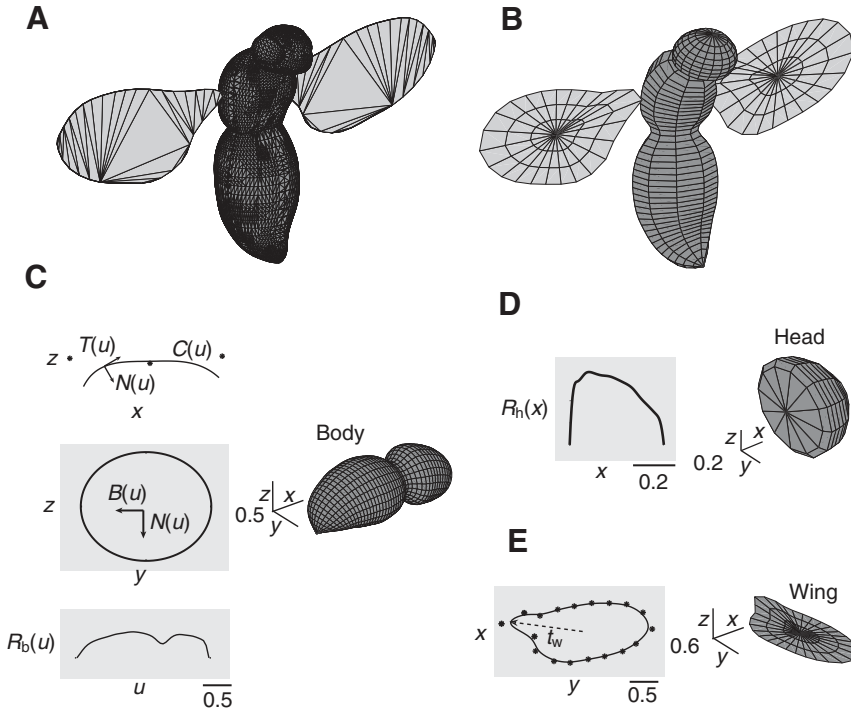 A
B
C
T(u)
C(u)
z
N(u)
x
Body
B(u)
z
N(u)
y
0.5
z
x
y
R_b(u)
u
0.5
D
Head
R_h(x)
x
0.2
0.2
z
x
y
E
Wing
x
t_w
y
0.5
0.6
z
x
y